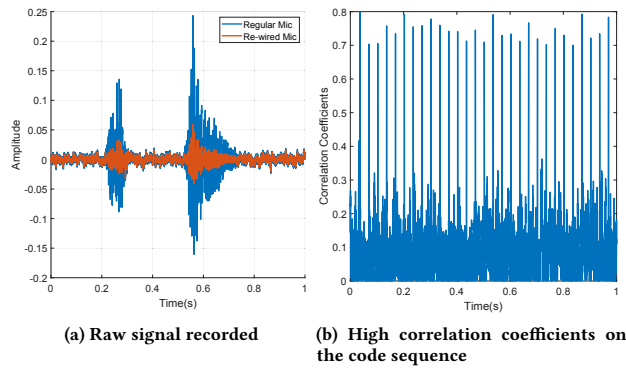 0.25
0.2
0.15
0.1
0.05
0
-0.05
-0.1
-0.15
-0.2
Amplitude
Regular Mic
Re-wired Mic
0 0.2 0.4 0.6 0.8 1
Time(s)
(a) Raw signal recorded
0.8
0.7
0.6
0.5
0.4
0.3
0.2
0.1
0
Correlation Coefficients
0 0.2 0.4 0.6 0.8 1
Time(s)
(b) High correlation coefficients on
the code sequence